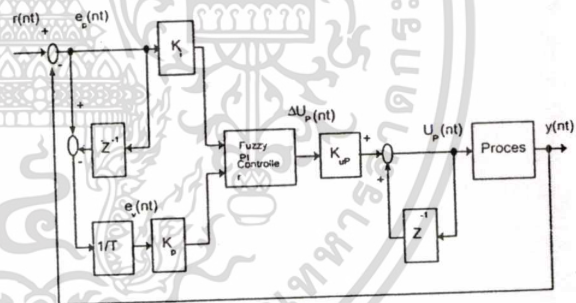 r(nt)
+
e_p(nt)
-
K_i
+
-
Z⁻¹
e_v(nt)
1/T
K_p
Fuzzy
PI
Controlle
r
ΔU_P(nt)
K_uP
+
+
U_P(nt)
Z⁻¹
Proces
y(nt)